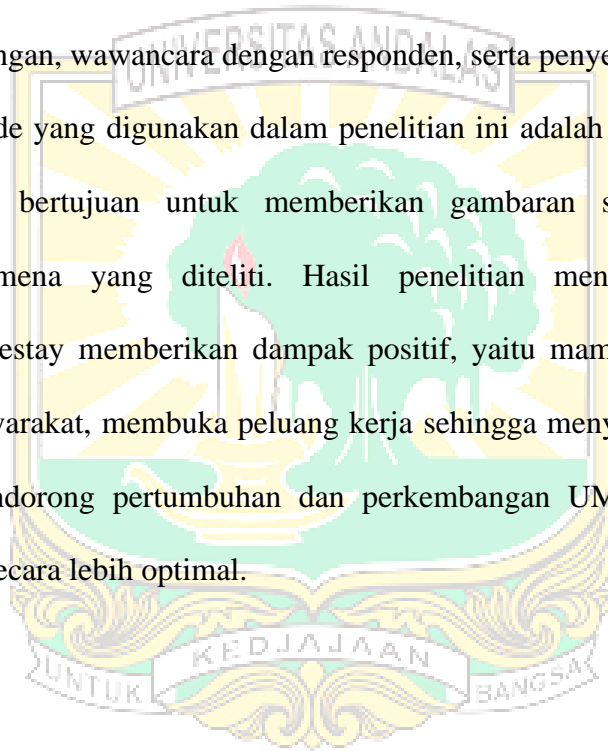 UNIVERSITAS ANDALAS
ngan, wawancara dengan responden, serta penye
de yang digunakan dalam penelitian ini adalah
bertujuan untuk memberikan gambaran s
mena yang diteliti. Hasil penelitian men
estay memberikan dampak positif, yaitu mam
yarakat, membuka peluang kerja sehingga meny
ndorong pertumbuhan dan perkembangan UM
ecara lebih optimal.
KEDJAJAAN
UNTUK BANGSA